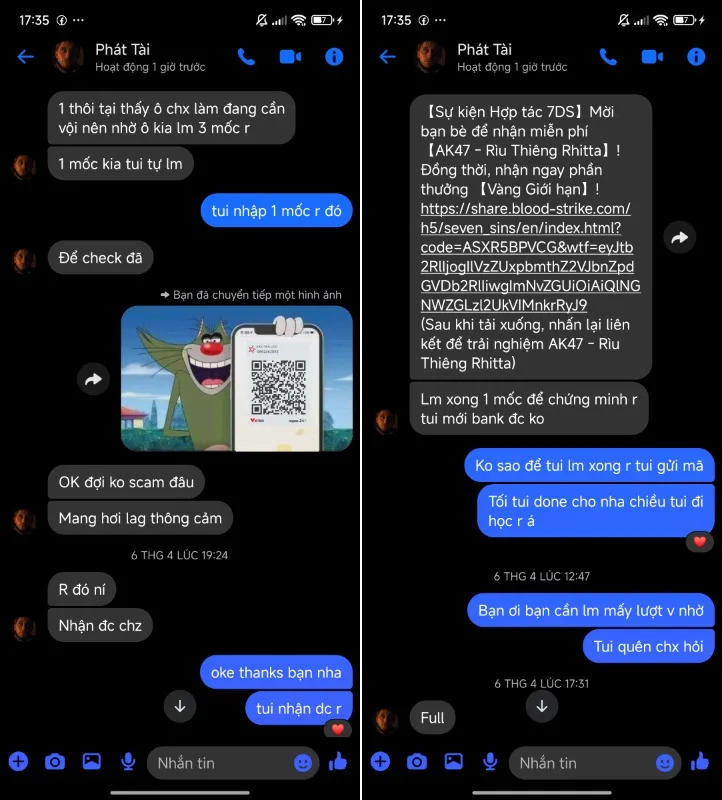 17:35
7
Phát Tài
Hoạt động 1 giờ trước
1 thôi tại thấy ô chx làm đang cần
vội nên nhờ ô kia lm 3 mốc r
1 mốc kia tui tự lm
tui nhập 1 mốc r đó
Để check đã
Bạn đã chuyển tiếp một hình ảnh
OK đợi ko scam đâu
Mang hơi lag thông cảm
6 THG 4 LÚC 19:24
R đó ní
Nhận đc chz
oke thanks bạn nha
tui nhận dc r
Nhắn tin
17:35
7
Phát Tài
Hoạt động 1 giờ trước
【Sự kiện Hợp tác 7DS】Mời
bạn bè để nhận miễn phí
【AK47 - Rìu Thiêng Rhitta】!
Đồng thời, nhận ngay phần
thưởng 【Vàng Giới hạn】!
https://share.blood-strike.com/
h5/seven_sins/en/index.html?
code=ASXR5BPVCG&wtf=eyJtb
2RlIjogIlVzZUxpbmthZ2VJbnZpd
GVDb2RlIiwgImNvZGUiOiAiQlNG
NWZGLzl2UkVIMnkrRyJ9
(Sau khi tải xuống, nhấn lại liên
kết để trải nghiệm AK47 - Rìu
Thiêng Rhitta)
Lm xong 1 mốc để chứng minh r
tui mới bank đc ko
Ko sao để tui lm xong r tui gửi mã
Tối tui done cho nha chiều tui đi
học r á
6 THG 4 LÚC 12:47
Bạn ơi bạn cần lm mấy lượt v nhờ
Tui quên chx hỏi
6 THG 4 LÚC 17:31
Full
Nhắn tin